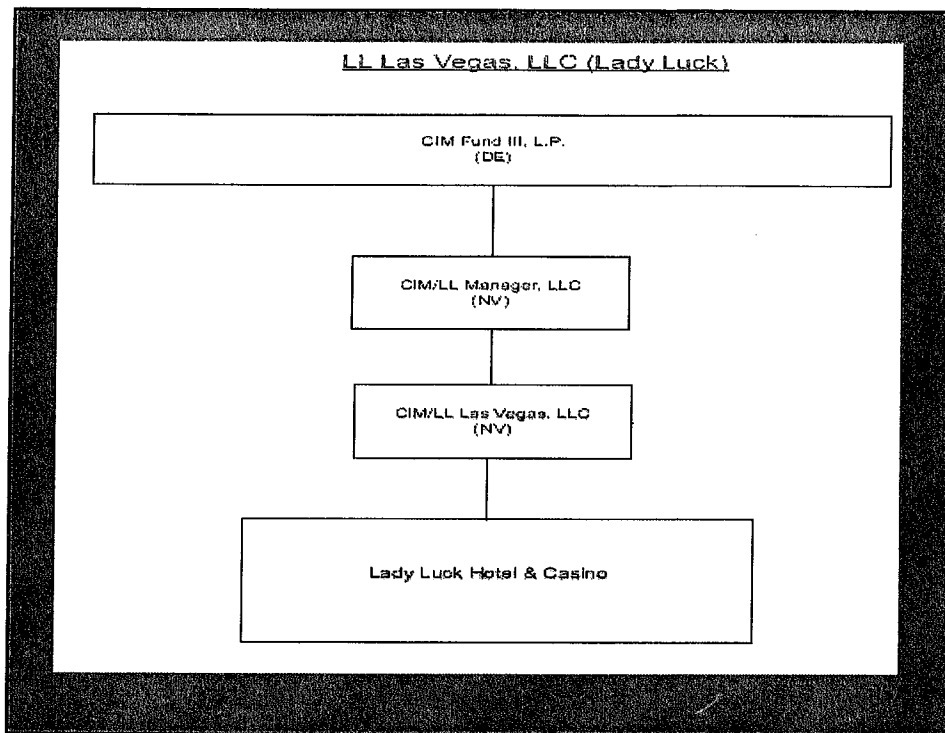 LL Las Vegas, LLC (Lady Luck)
CIM Fund III, L.P.
(DE)
CIM/LL Manager, LLC
(NV)
CIM/LL Las Vegas, LLC
(NV)
Lady Luck Hotel & Casino